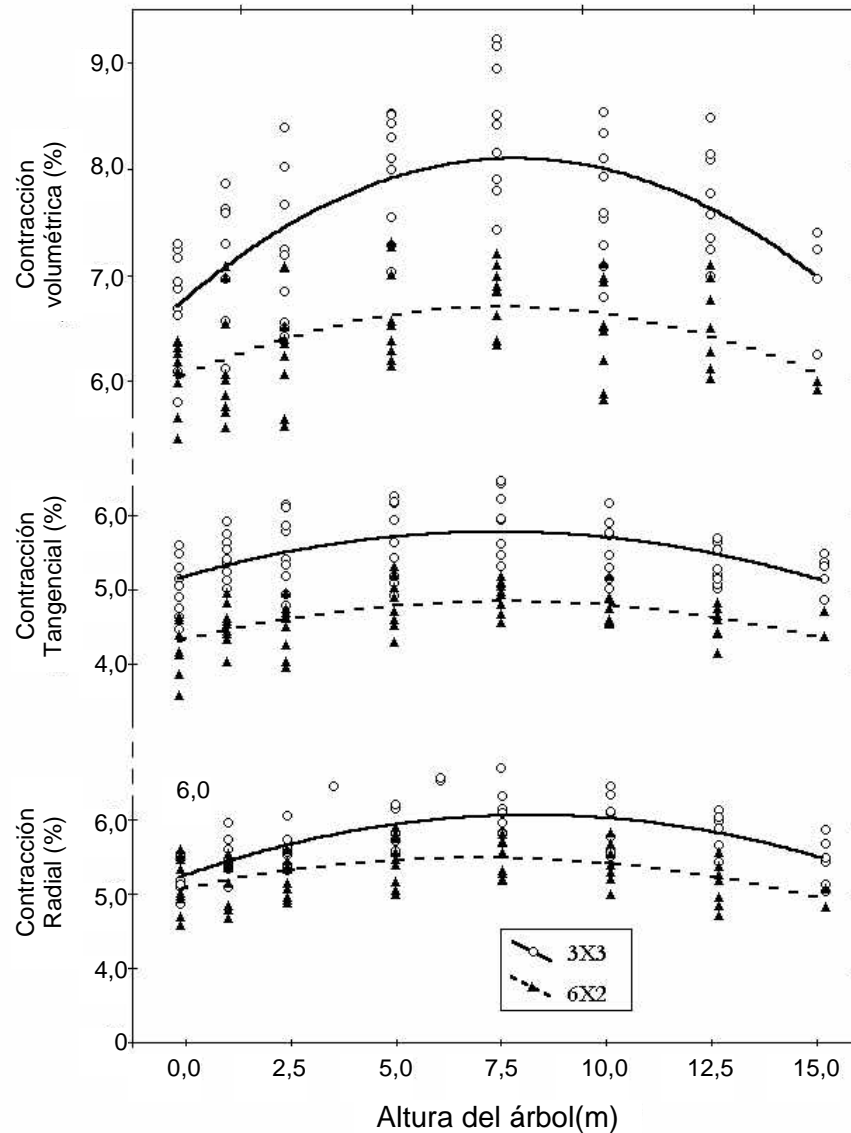 9,0
8,0
7,0
6,0
Contracción
volumétrica (%)
6,0
5,0
4,0
Contracción
Tangencial (%)
6,0
6,0
5,0
4,0
0
Contracción
Radial (%)
3X3
6X2
0,0 2,5 5,0 7,5 10,0 12,5 15,0
Altura del árbol(m)